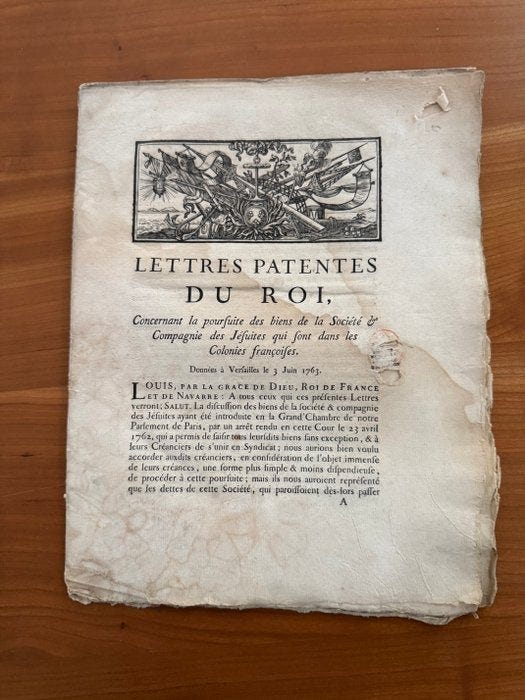 LETTRES PATENTES
DU ROI,
Concernant la pourſuite des biens de la Société &
Compagnie des Jéſuites qui ſont dans les
Colonies françoiſes.
Données à Verſailles le 3 Juin 1763.
LOUIS, PAR LA GRACE DE DIEU, ROI DE FRANCE
ET DE NAVARRE: A tous ceux qui ces préſentes Lettres
verront; SALUT. La diſcuſſion des biens de la ſociété & compagnie
des Jéſuites ayant été introduite en la Grand'Chambre de notre
Parlement de Paris, par un arrêt rendu en cette Cour le 23 avril
1762, qui a permis de ſaiſir tous leurſdits biens ſans exception, & à
leurs Créanciers de s'unir en Syndicat; nous aurions bien voulu
accorder auxdits créanciers, en conſidération de l'objet immenſe
de leurs créances, une forme plus ſimple & moins diſpendieuſe,
de procéder à cette pourſuite; mais ils nous auroient repréſenté
que les dettes de cette Société, qui paroiſſoient dès-lors paſſer
A